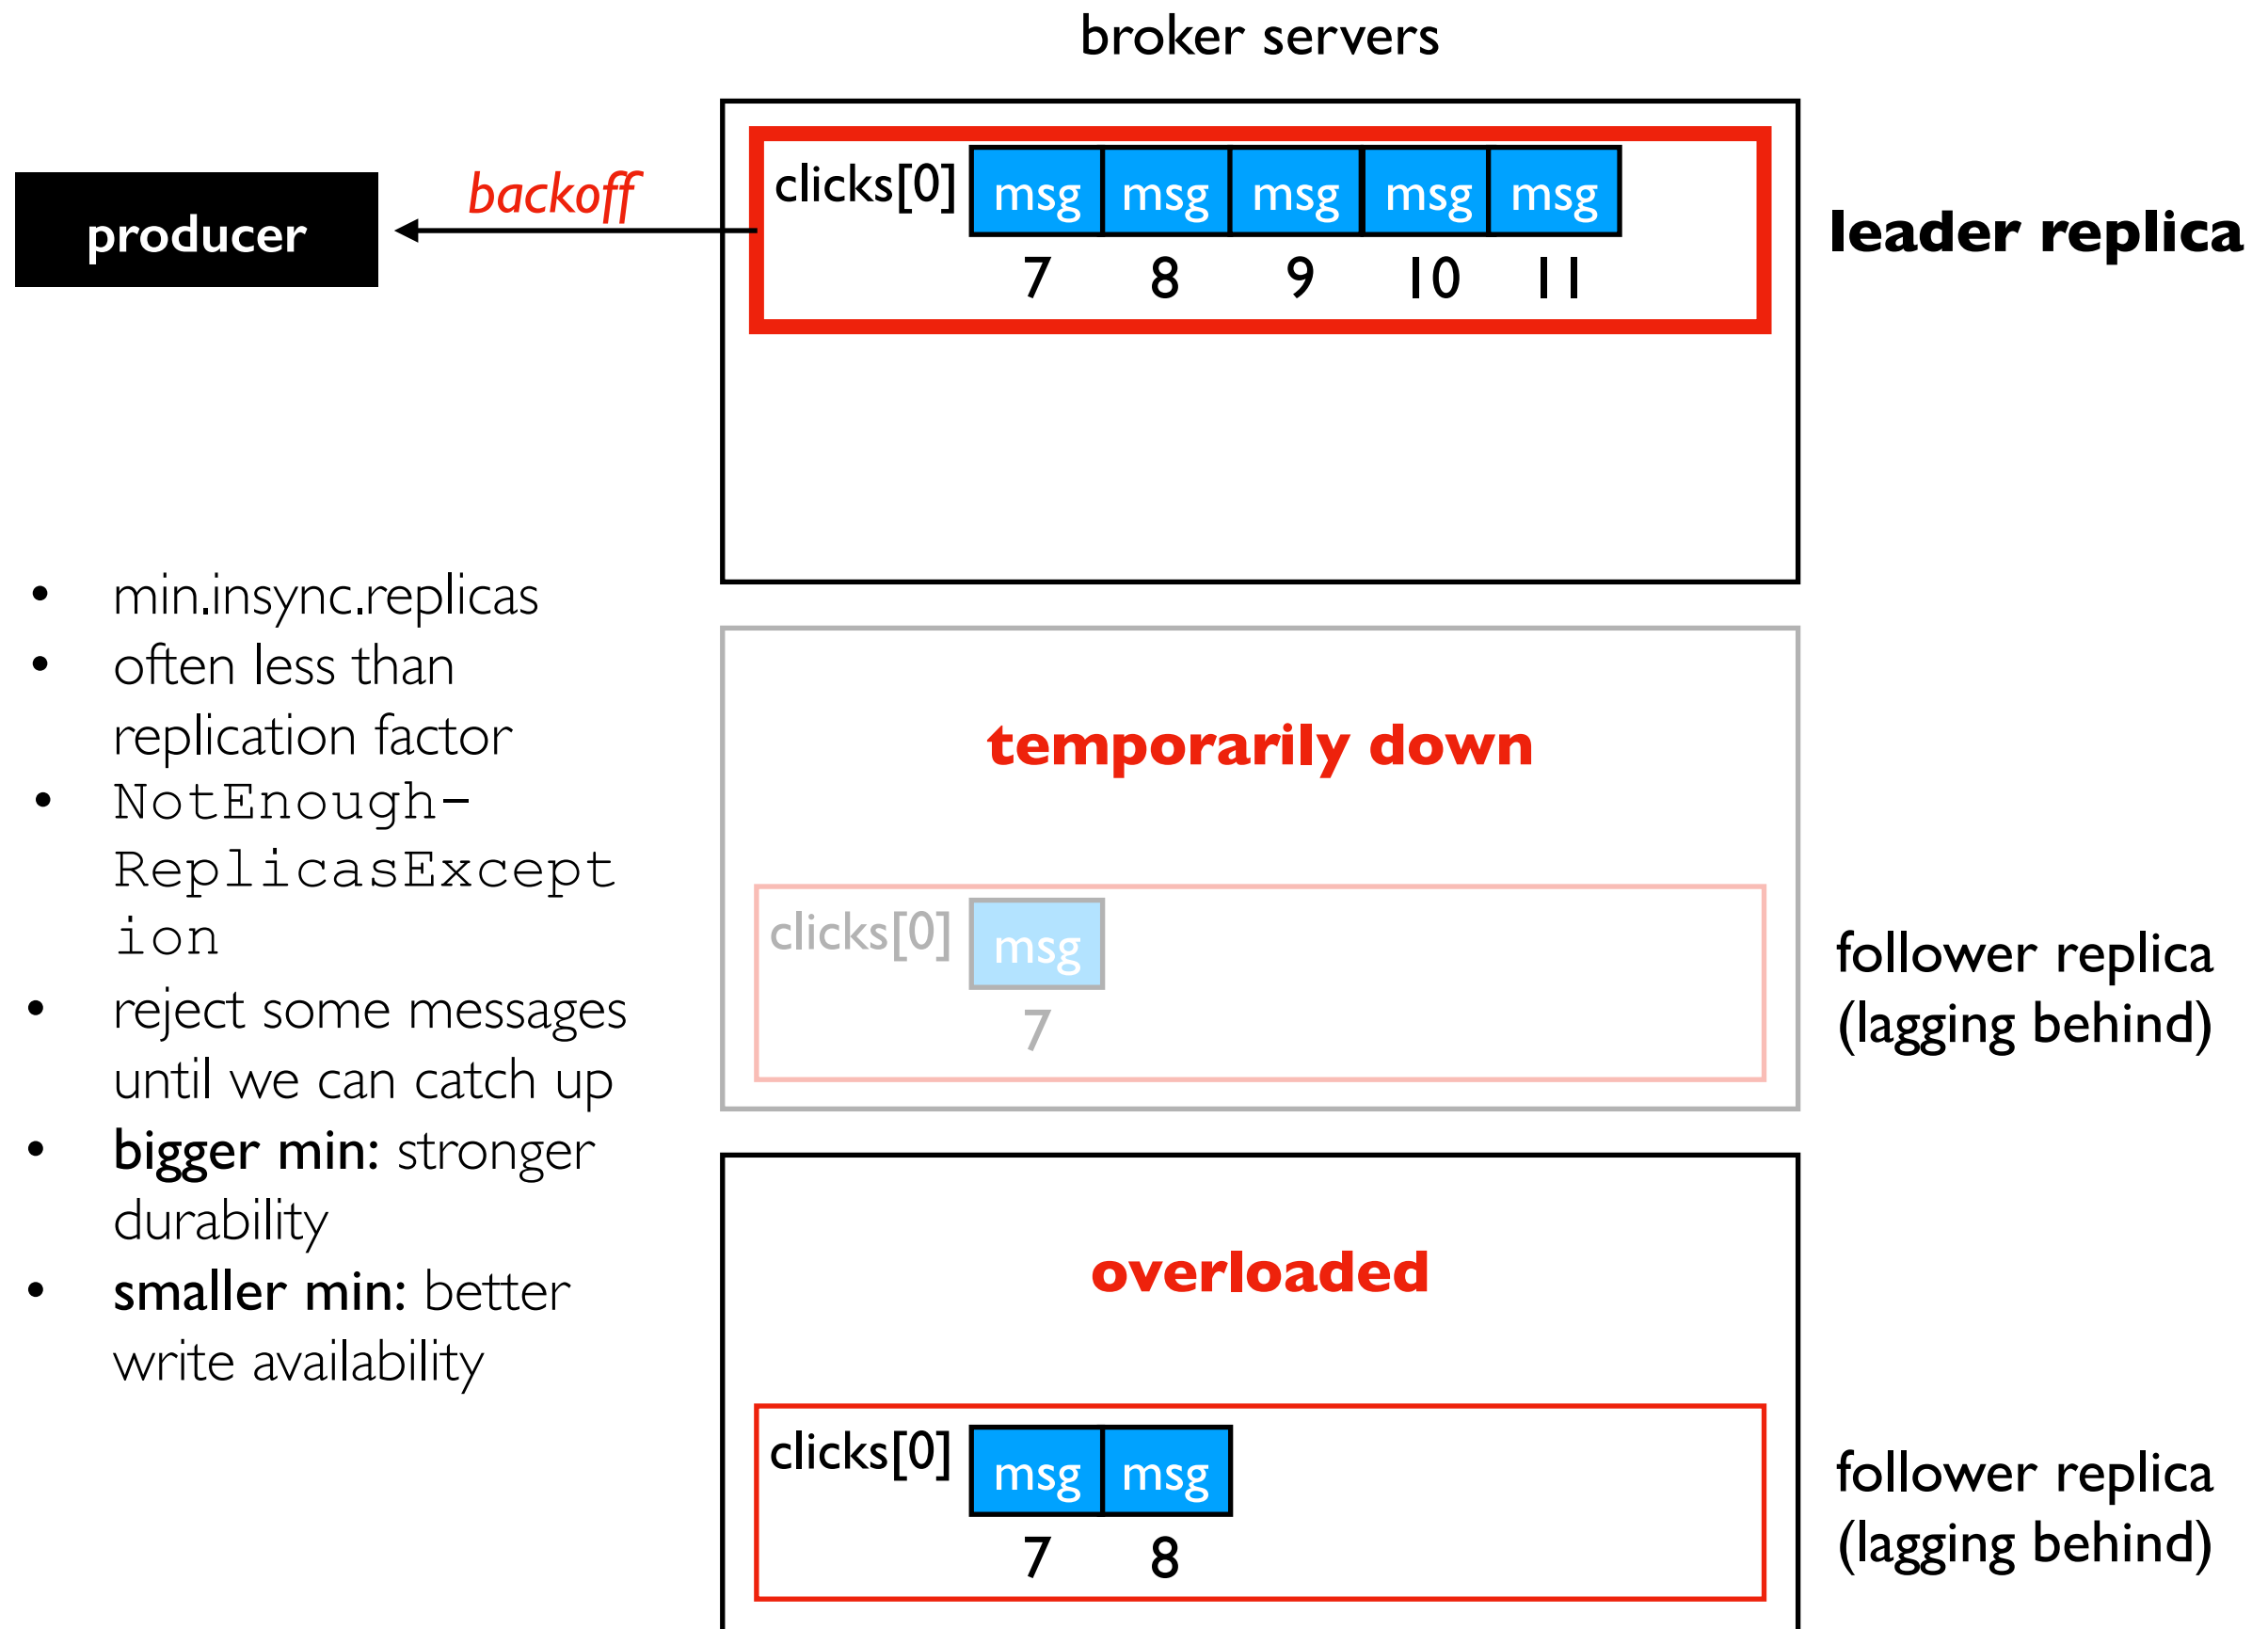 broker servers
producer
backoff
clicks[0] msg msg msg msg msg
7 8 9 10 11
leader replica
• min.insync.replicas
• often less than
replication factor
• NotEnough-
ReplicasExcept
ion
• reject some messages
until we can catch up
• bigger min: stronger
durability
• smaller min: better
write availability
temporarily down
clicks[0] msg
7
follower replica
(lagging behind)
overloaded
clicks[0] msg msg
7 8
follower replica
(lagging behind)